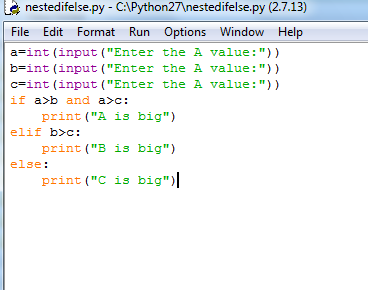 nestedifelse.py - C:\Python27\nestedifelse.py (2.7.13)
File Edit Format Run Options Window Help
a=int(input("Enter the A value:"))
b=int(input("Enter the A value:"))
c=int(input("Enter the A value:"))
if a>b and a>c:
    print("A is big")
elif b>c:
    print("B is big")
else:
    print("C is big")